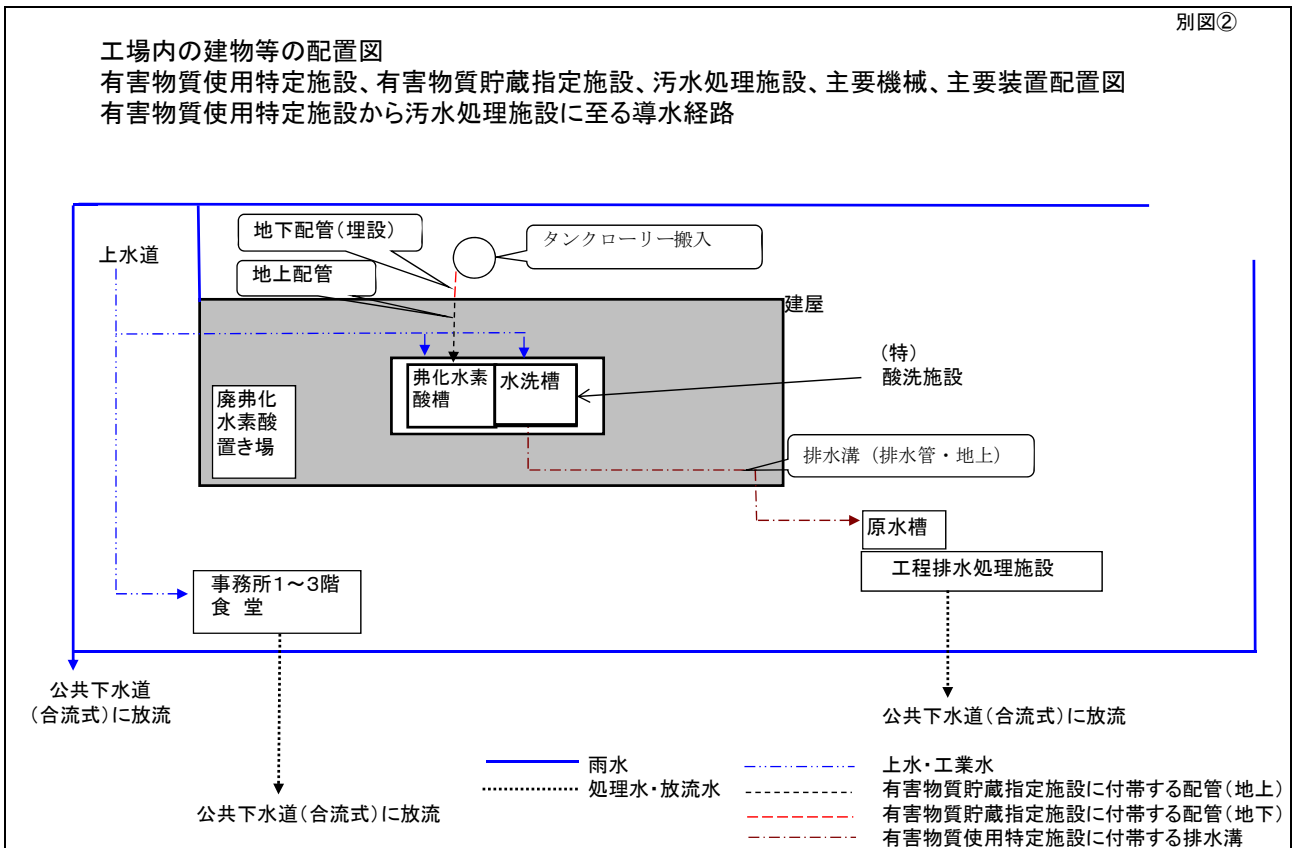 別図②
工場内の建物等の配置図
有害物質使用特定施設、有害物質貯蔵指定施設、汚水処理施設、主要機械、主要装置配置図
有害物質使用特定施設から汚水処理施設に至る導水経路
地下配管(埋設)
タンクローリー搬入
上水道
地上配管
建屋
(特)
酸洗施設
弗化水素
酸槽
水洗槽
廃弗化
水素酸
置き場
排水溝（排水管・地上）
原水槽
工程排水処理施設
事務所1～3階
食 堂
公共下水道
(合流式)に放流
公共下水道(合流式)に放流
公共下水道(合流式)に放流
雨水
処理水・放流水
上水・工業水
有害物質貯蔵指定施設に付帯する配管(地上)
有害物質貯蔵指定施設に付帯する配管(地下)
有害物質使用特定施設に付帯する排水溝